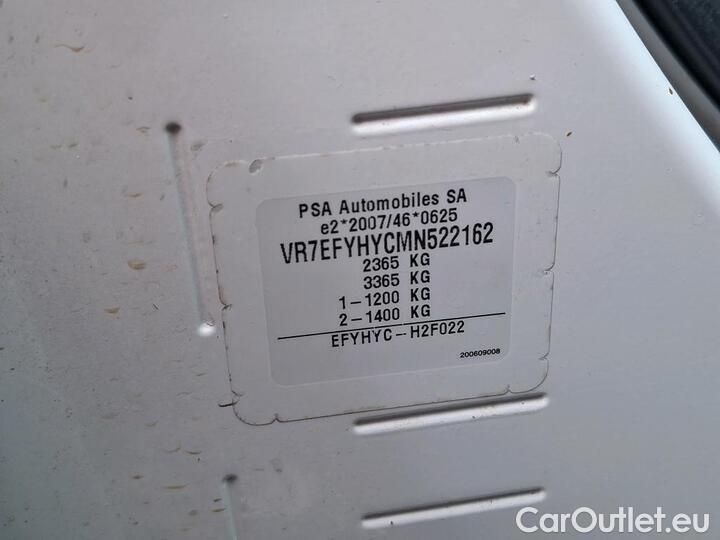 PSA Automobiles SA
e2*2007/46*0625
VR7EFYHYCMN522162
2365 KG
3365 KG
1-1200 KG
2-1400 KG
EFYHYC-H2F022
200609008
CarOutlet.eu